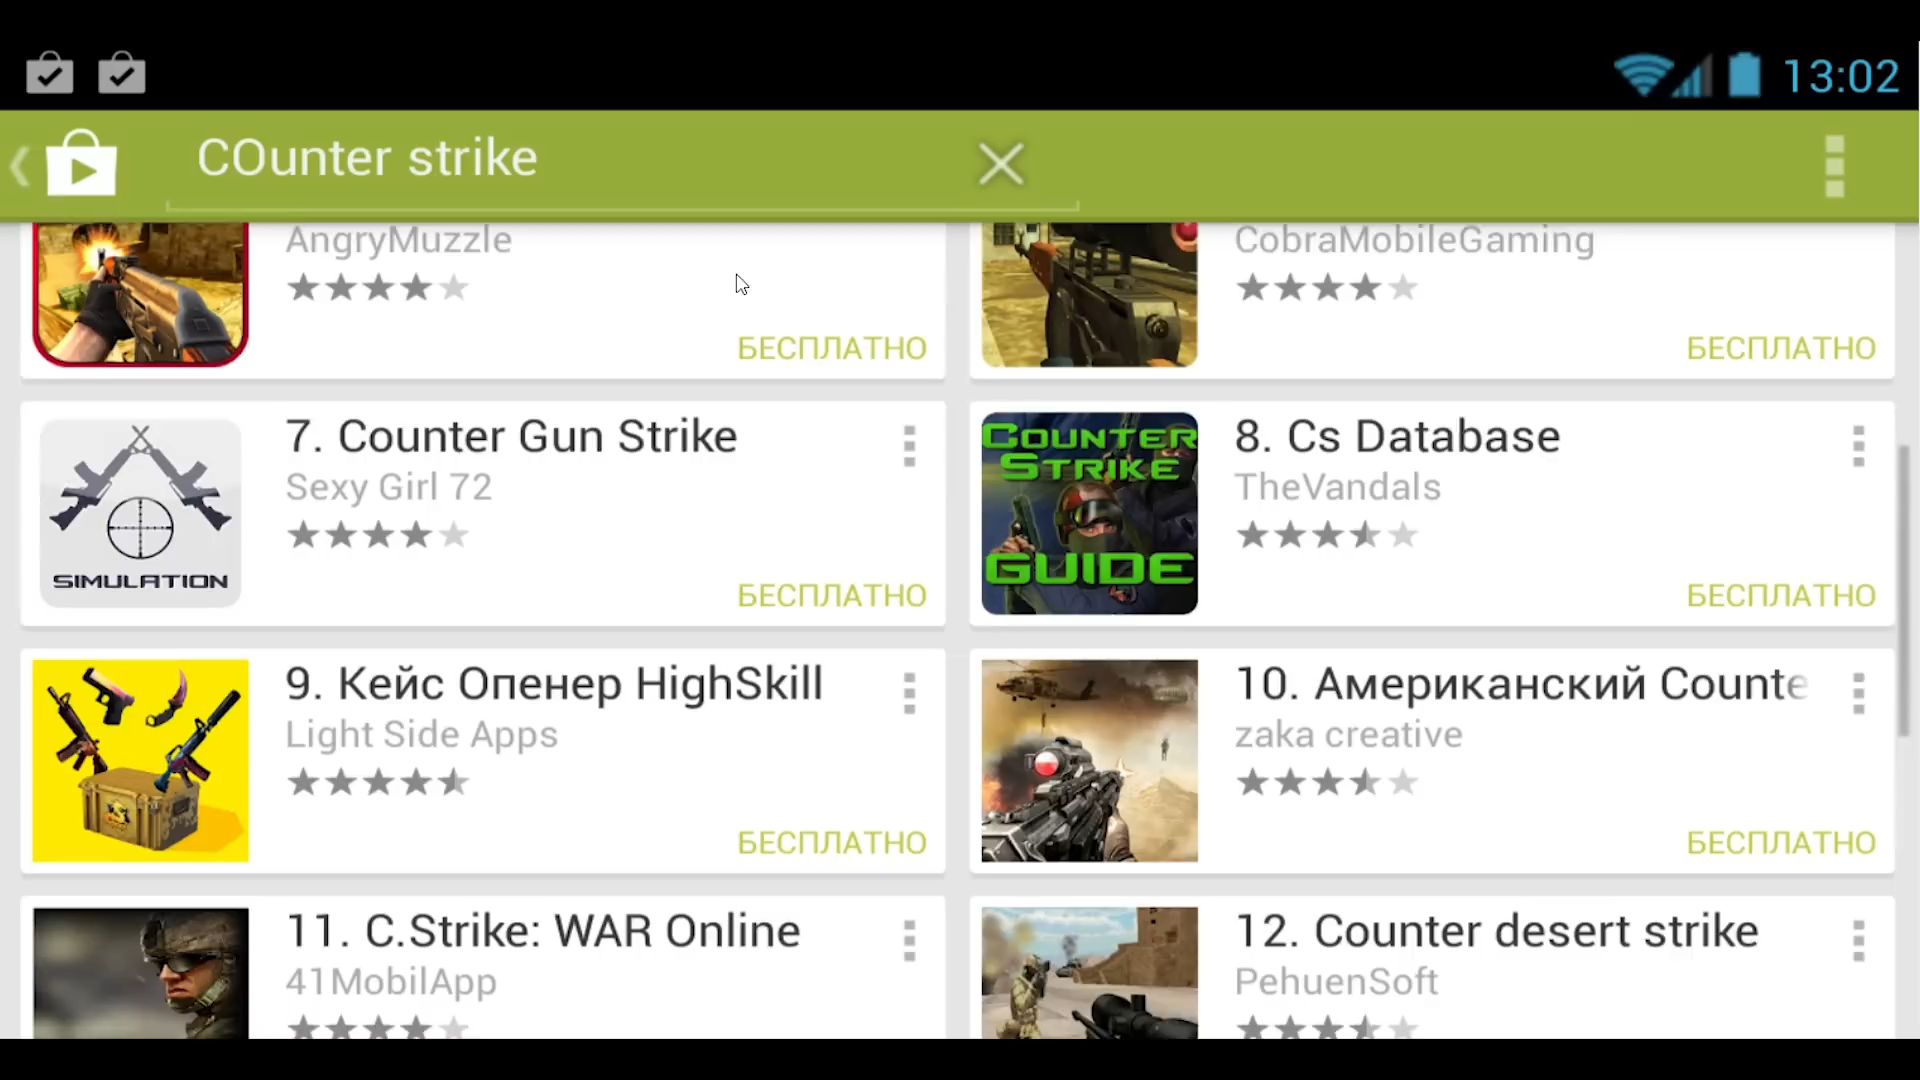 13:02
COunter strike
AngryMuzzle
БЕСПЛАТНО
CobraMobileGaming
БЕСПЛАТНО
7. Counter Gun Strike
Sexy Girl 72
БЕСПЛАТНО
SIMULATION
8. Cs Database
TheVandals
БЕСПЛАТНО
COUNTER
STRIKE
GUIDE
9. Кейс Опенер HighSkill
Light Side Apps
БЕСПЛАТНО
10. Американский Counte
zaka creative
БЕСПЛАТНО
11. C.Strike: WAR Online
41MobilApp
12. Counter desert strike
PehuenSoft